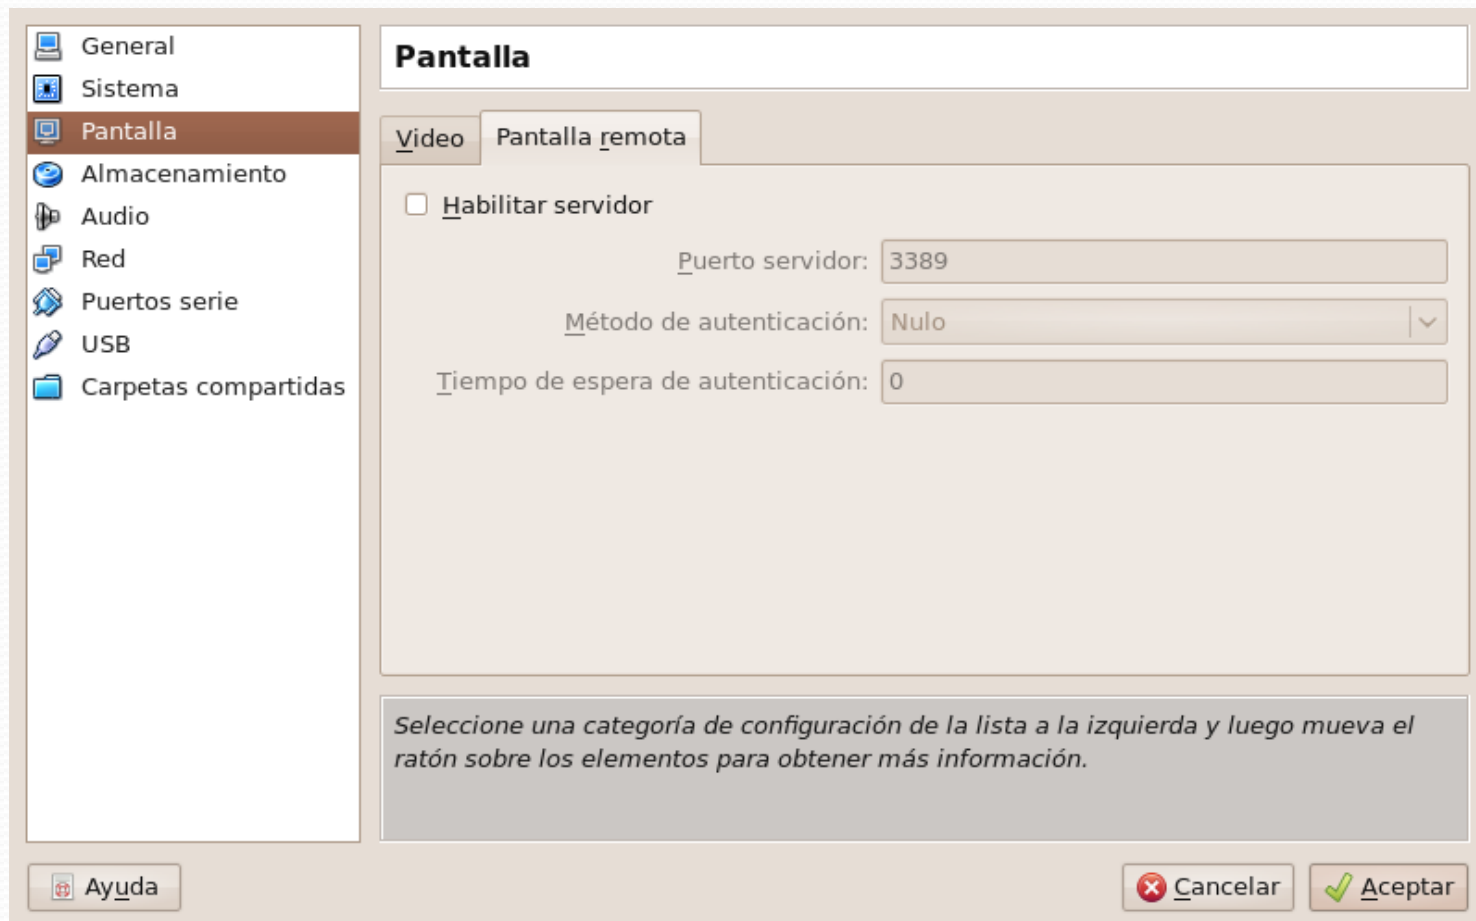 General
Sistema
Pantalla
Almacenamiento
Audio
Red
Puertos serie
USB
Carpetas compartidas
Pantalla
Video
Pantalla remota
Habilitar servidor
Puerto servidor: 3389
Método de autenticación: Nulo
Tiempo de espera de autenticación: 0
Seleccione una categoría de configuración de la lista a la izquierda y luego mueva el
ratón sobre los elementos para obtener más información.
Ayuda
Cancelar
Aceptar